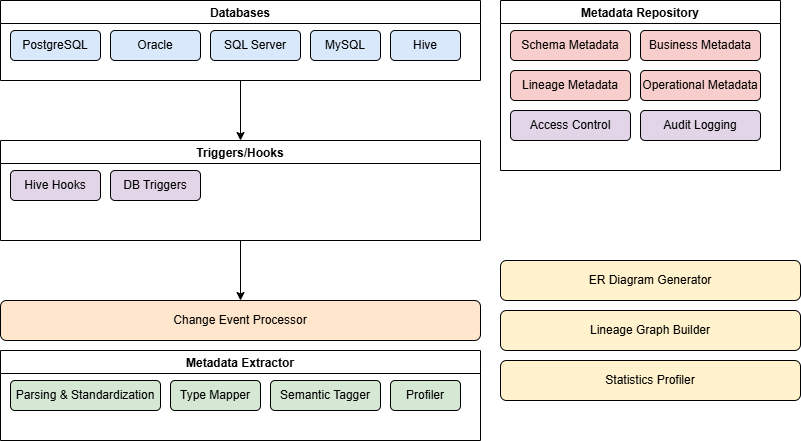 Databases
PostgreSQL
Oracle
SQL Server
MySQL
Hive
Triggers/Hooks
Hive Hooks
DB Triggers
Change Event Processor
Metadata Extractor
Parsing & Standardization
Type Mapper
Semantic Tagger
Profiler
Metadata Repository
Schema Metadata
Business Metadata
Lineage Metadata
Operational Metadata
Access Control
Audit Logging
ER Diagram Generator
Lineage Graph Builder
Statistics Profiler